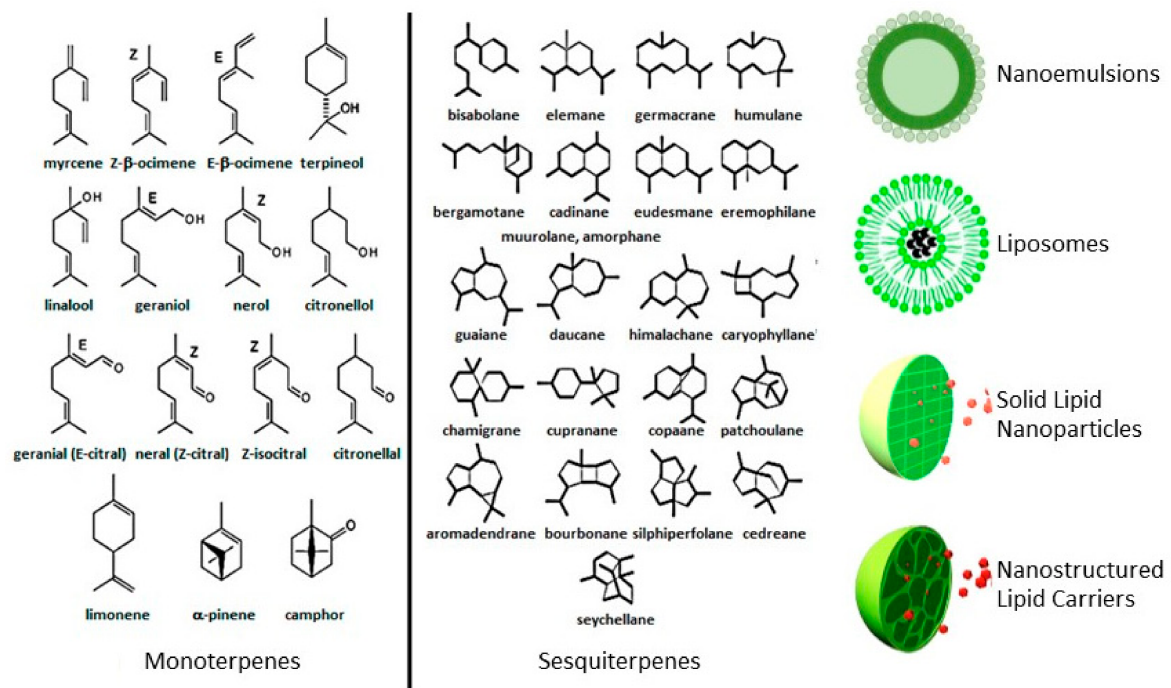 Z
E
OH
myrcene Z-β-ocimene E-β-ocimene terpineol
OH
E
OH
Z
OH
OH
linalool geraniol nerol citronellol
E
O
Z
O
Z
O
O
geranial (E-citral) neral (Z-citral) Z-isocitral citronellal
O
limonene α-pinene camphor
Monoterpenes
bisabolane elemane germacrane humulane
bergamotane cadinane eudesmane eremophilane
muurolane, amorphane
guaiane daucane himalachane caryophyllane
chamigrane cupranane copaane patchoulane
aromadendrane bourbonane silphiperfolane cedreane
seychellane
Sesquiterpenes
Nanoemulsions
Liposomes
Solid Lipid
Nanoparticles
Nanostructured
Lipid Carriers